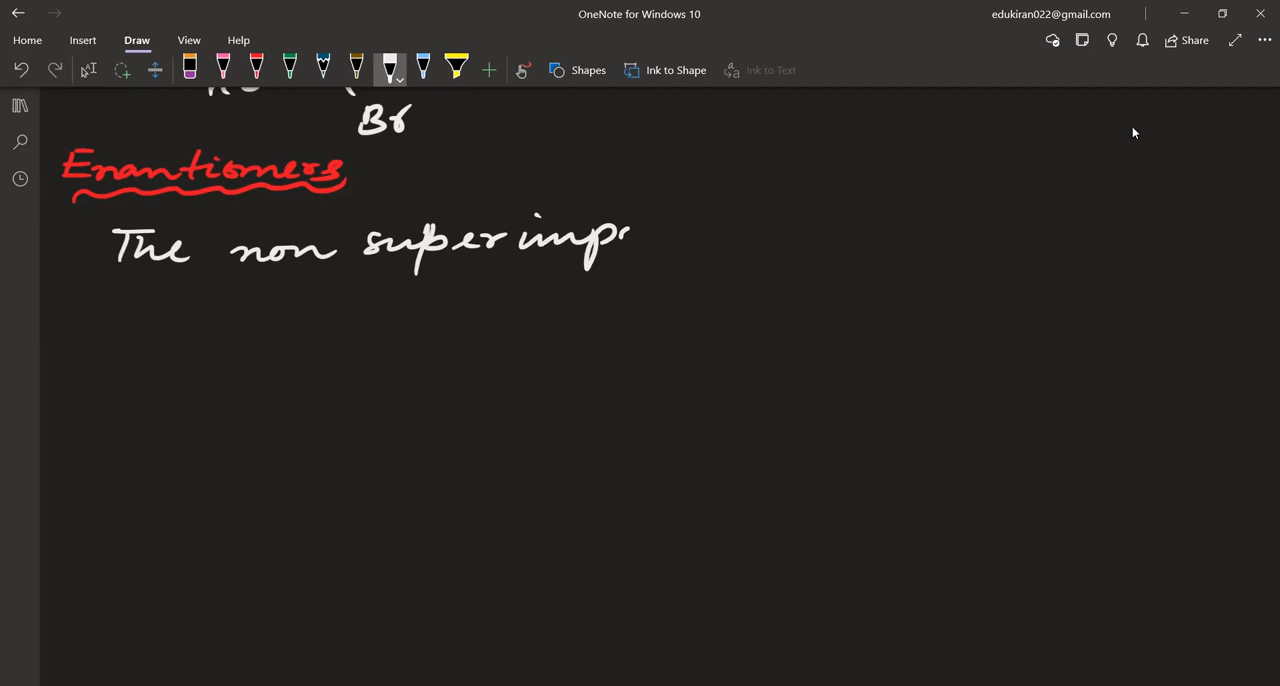 OneNote for Windows 10
edukiran022@gmail.com
Home Insert Draw View Help
Share
Shapes Ink to Shape Ink to Text
Br
Enantiomers
The non superimp